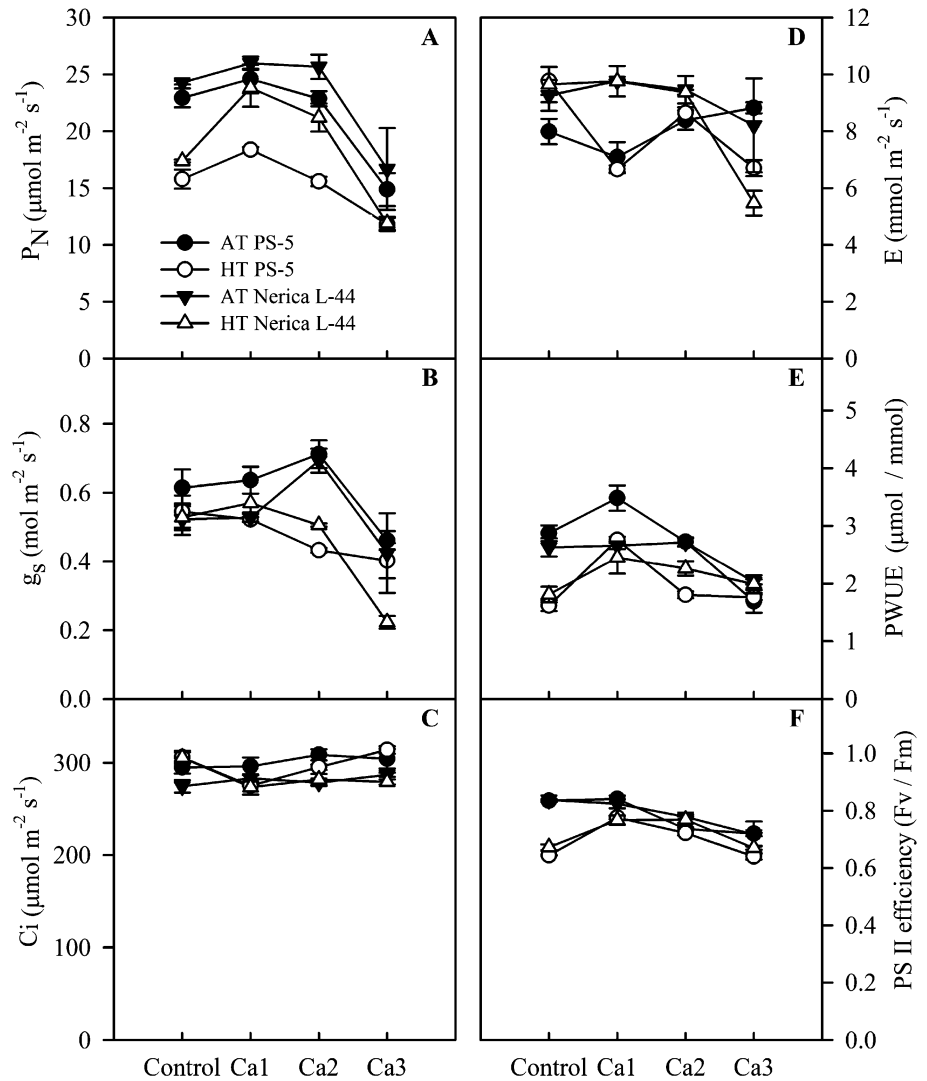 A
30
25
20
15
10
5
0
P_N (µmol m⁻² s⁻¹)
AT PS-5
HT PS-5
AT Nerica L-44
HT Nerica L-44
D
12
10
8
6
4
2
0
E (mmol m⁻² s⁻¹)
B
0.8
0.6
0.4
0.2
0.0
g_s (mol m⁻² s⁻¹)
E
5
4
3
2
1
0
PWUE (µmol / mmol)
C
300
200
100
0
Ci (µmol m⁻² s⁻¹)
F
1.0
0.8
0.6
0.4
0.2
0.0
PS II efficiency (Fv / Fm)
Control Ca1 Ca2 Ca3
Control Ca1 Ca2 Ca3